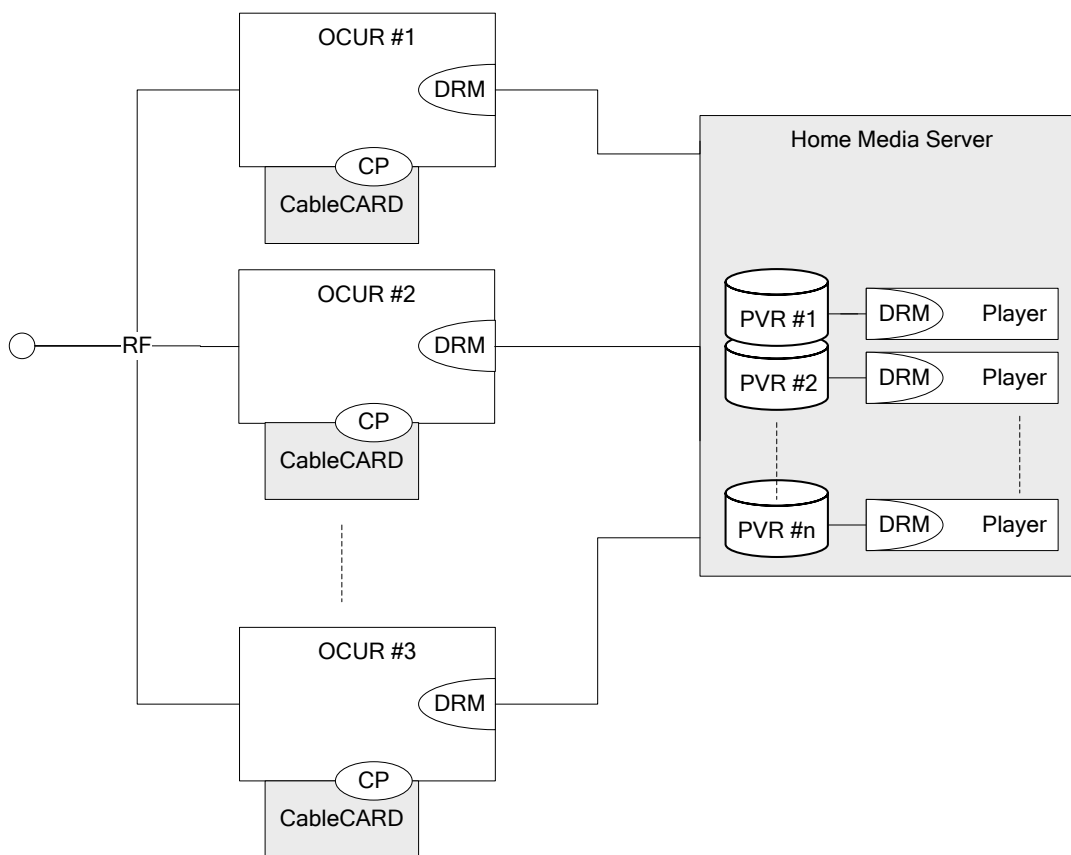 OCUR #1
DRM
CP
CableCARD
OCUR #2
DRM
CP
CableCARD
OCUR #3
DRM
CP
CableCARD
RF
Home Media Server
PVR #1
DRM
Player
PVR #2
DRM
Player
PVR #n
DRM
Player